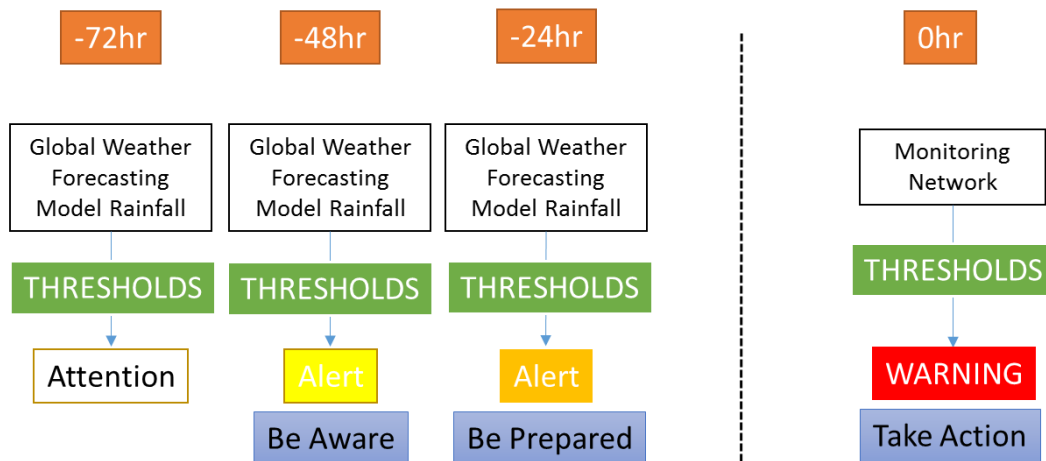 -72hr
-48hr
-24hr
0hr
Global Weather
Forecasting
Model Rainfall
Global Weather
Forecasting
Model Rainfall
Global Weather
Forecasting
Model Rainfall
Monitoring
Network
THRESHOLDS
THRESHOLDS
THRESHOLDS
THRESHOLDS
Attention
Alert
Alert
WARNING
Be Aware
Be Prepared
Take Action